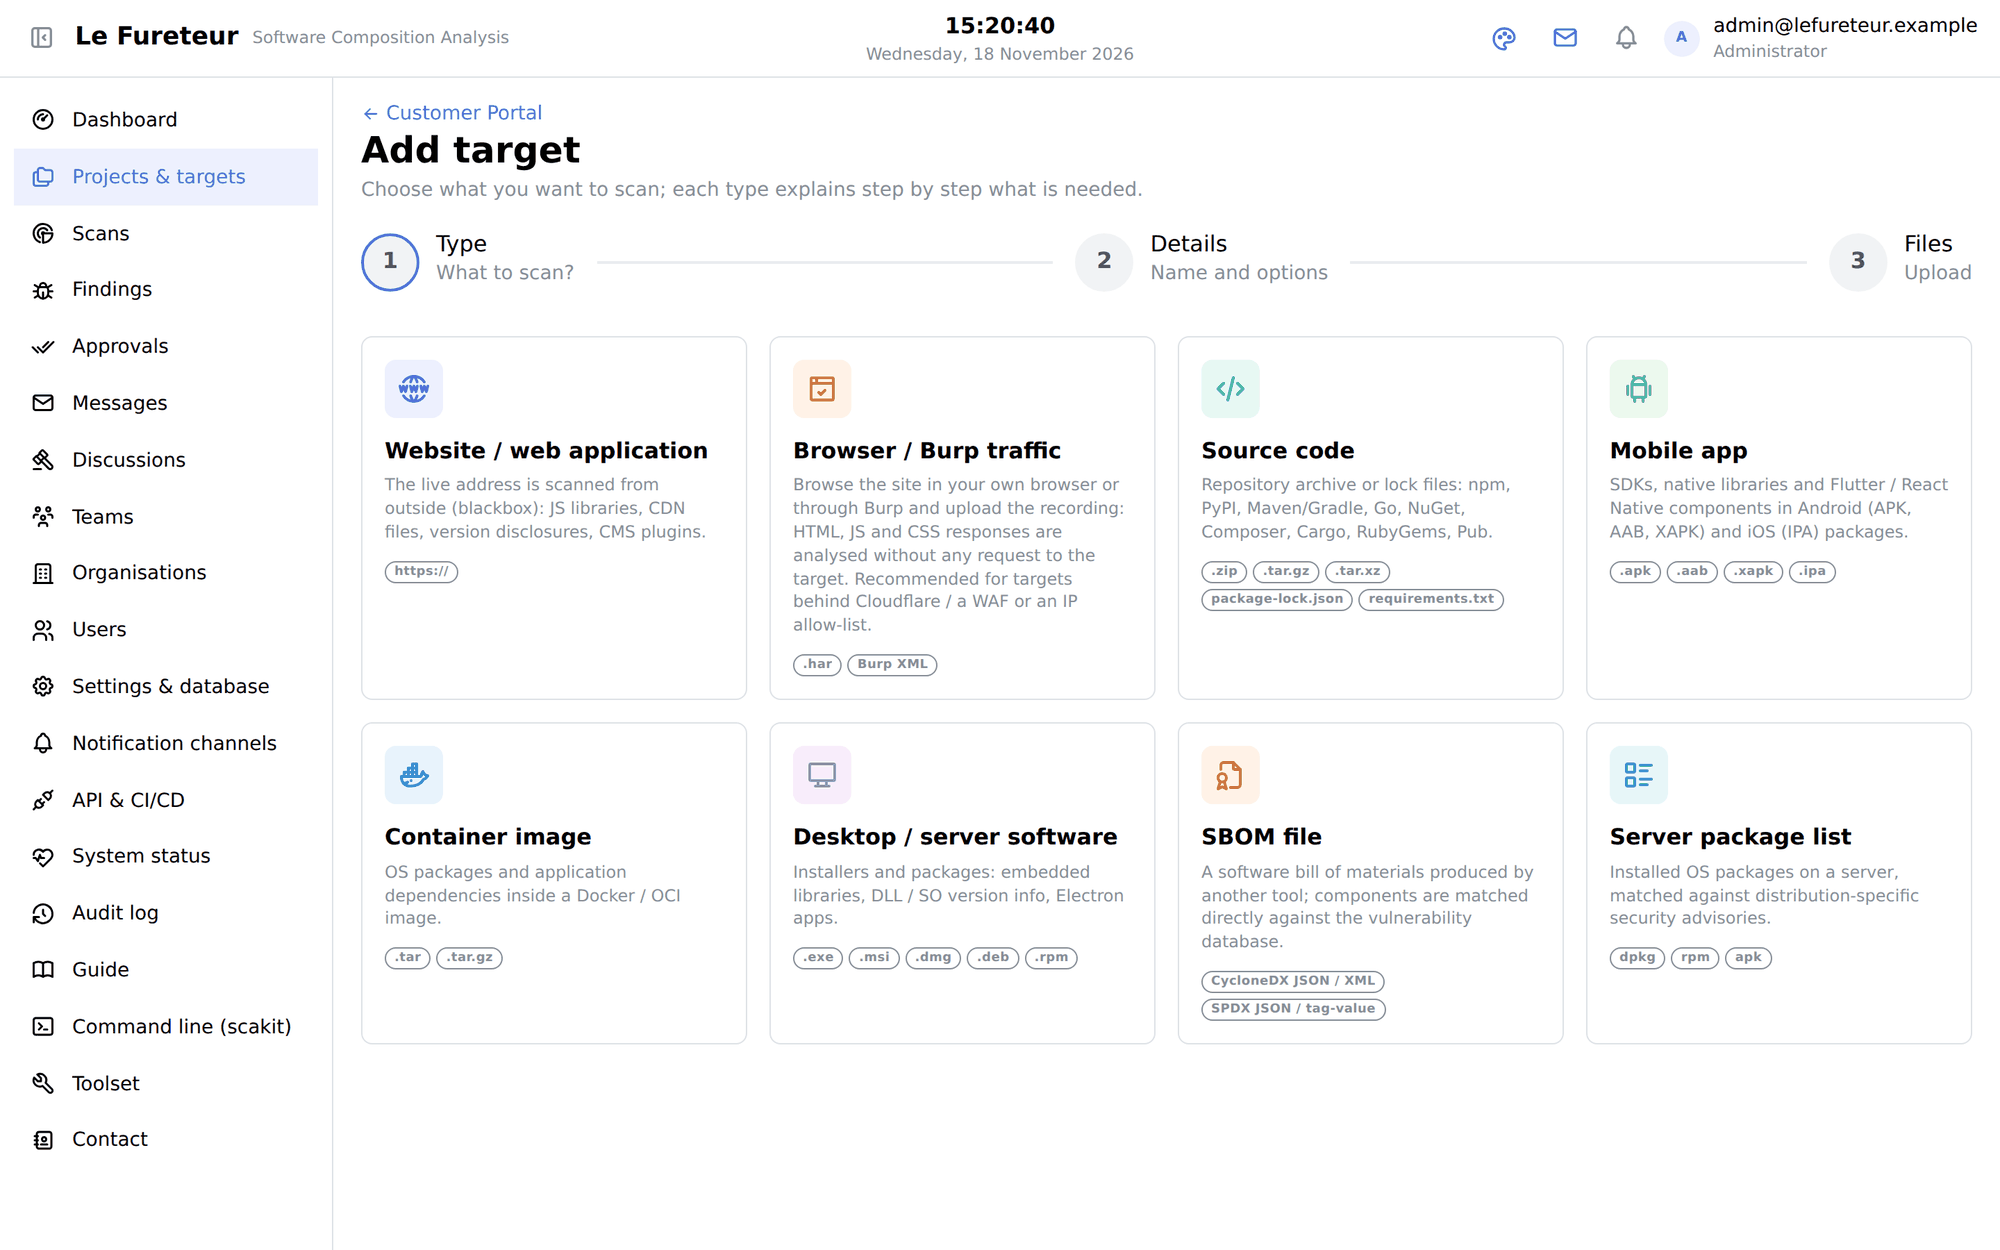 Le Fureteur Software Composition Analysis
15:20:40
Wednesday, 18 November 2026
A
admin@lefureteur.example
Administrator
Dashboard
Projects & targets
Scans
Findings
Approvals
Messages
Discussions
Teams
Organisations
Users
Settings & database
Notification channels
API & CI/CD
System status
Audit log
Guide
Command line (scakit)
Toolset
Contact
← Customer Portal
Add target
Choose what you want to scan; each type explains step by step what is needed.
1
Type
What to scan?
2
Details
Name and options
3
Files
Upload
Website / web application
The live address is scanned from
outside (blackbox): JS libraries, CDN
files, version disclosures, CMS plugins.
https://
Browser / Burp traffic
Browse the site in your own browser or
through Burp and upload the recording:
HTML, JS and CSS responses are
analysed without any request to the
target. Recommended for targets
behind Cloudflare / a WAF or an IP
allow-list.
.har Burp XML
Source code
Repository archive or lock files: npm,
PyPI, Maven/Gradle, Go, NuGet,
Composer, Cargo, RubyGems, Pub.
.zip .tar.gz .tar.xz
package-lock.json requirements.txt
Mobile app
SDKs, native libraries and Flutter / React
Native components in Android (APK,
AAB, XAPK) and iOS (IPA) packages.
.apk .aab .xapk .ipa
Container image
OS packages and application
dependencies inside a Docker / OCI
image.
.tar .tar.gz
Desktop / server software
Installers and packages: embedded
libraries, DLL / SO version info, Electron
apps.
.exe .msi .dmg .deb .rpm
SBOM file
A software bill of materials produced by
another tool; components are matched
directly against the vulnerability
database.
CycloneDX JSON / XML
SPDX JSON / tag-value
Server package list
Installed OS packages on a server,
matched against distribution-specific
security advisories.
dpkg rpm apk